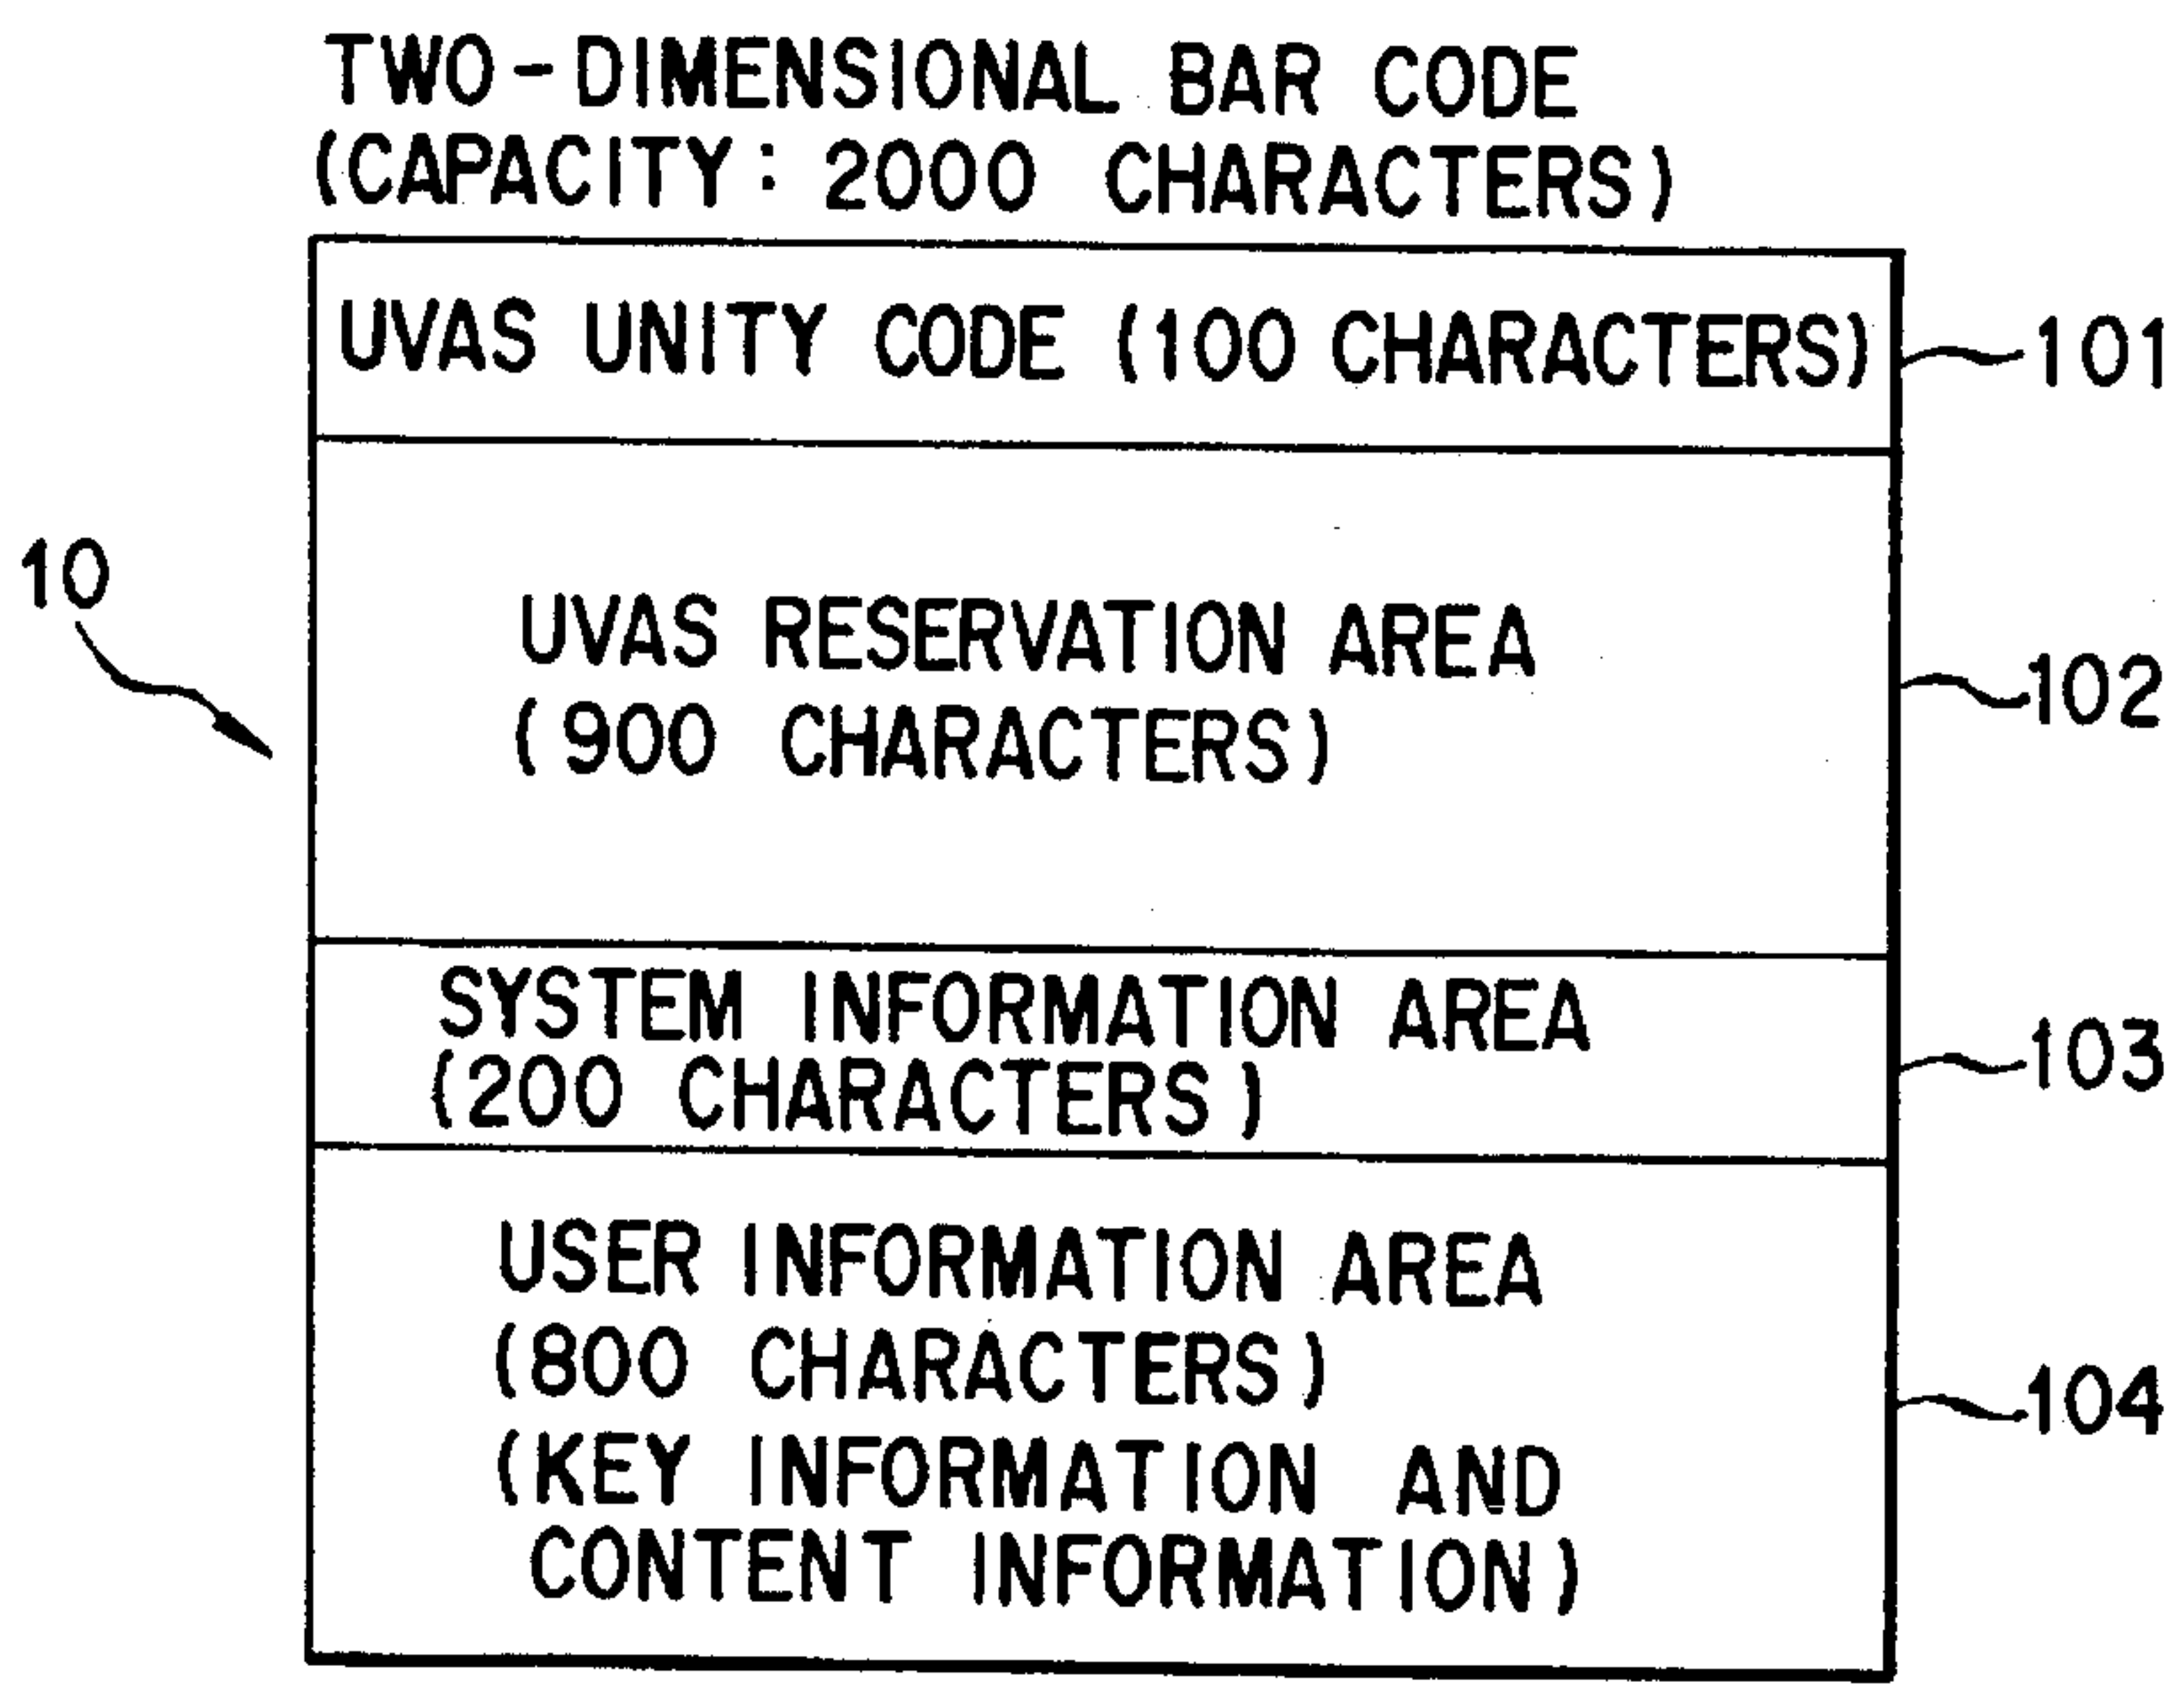 TWO-DIMENSIONAL BAR CODE
(CAPACITY: 2000 CHARACTERS)
UVAS UNITY CODE (100 CHARACTERS)
101
10
UVAS RESERVATION AREA
(900 CHARACTERS)
102
SYSTEM INFORMATION AREA
(200 CHARACTERS)
103
USER INFORMATION AREA
(800 CHARACTERS)
(KEY INFORMATION AND
CONTENT INFORMATION)
104